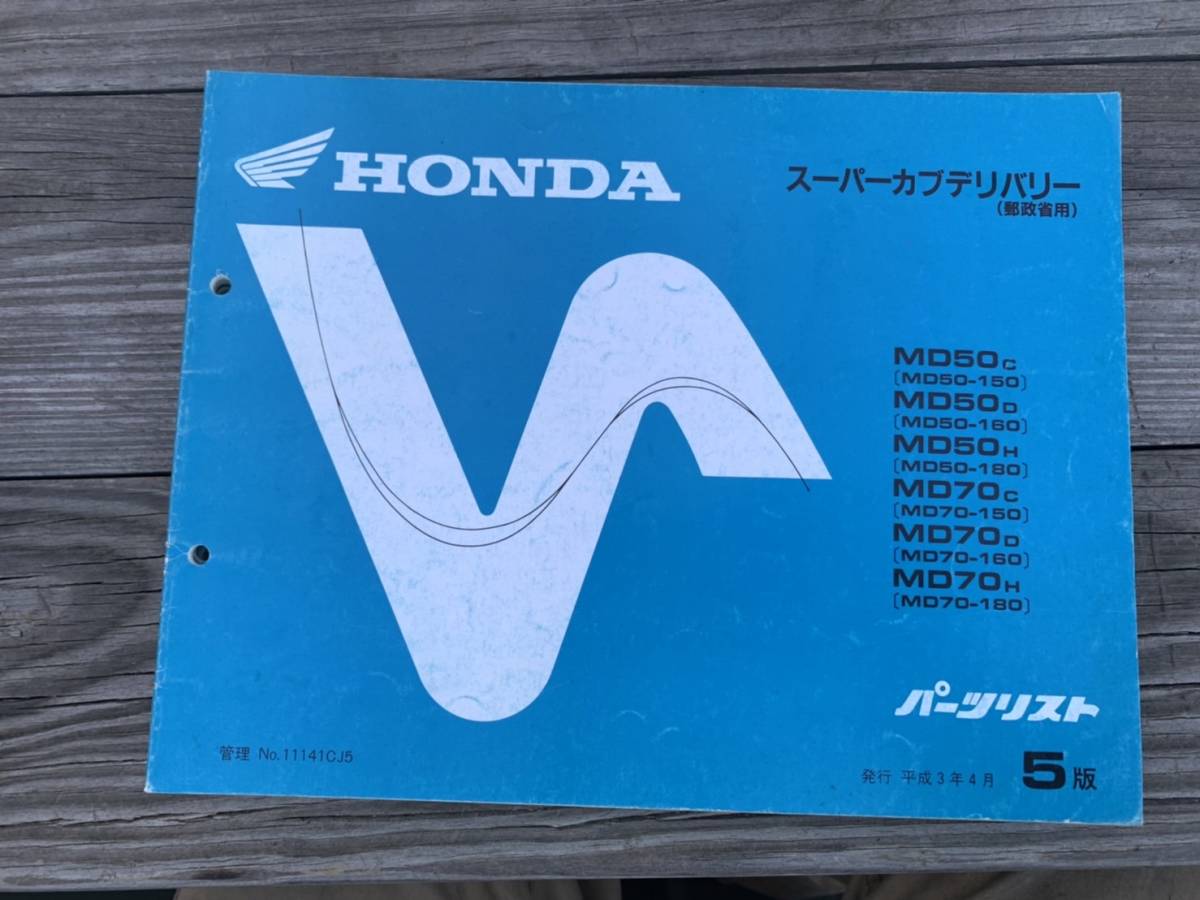 HONDA
スーパーカブデリバリー
(郵政省用)
MD50C
〔MD50-150〕
MD50D
〔MD50-160〕
MD50H
〔MD50-180〕
MD70C
〔MD70-150〕
MD70D
〔MD70-160〕
MD70H
〔MD70-180〕
パーツリスト
管理 No.11141CJ5
発行 平成3年4月 5版